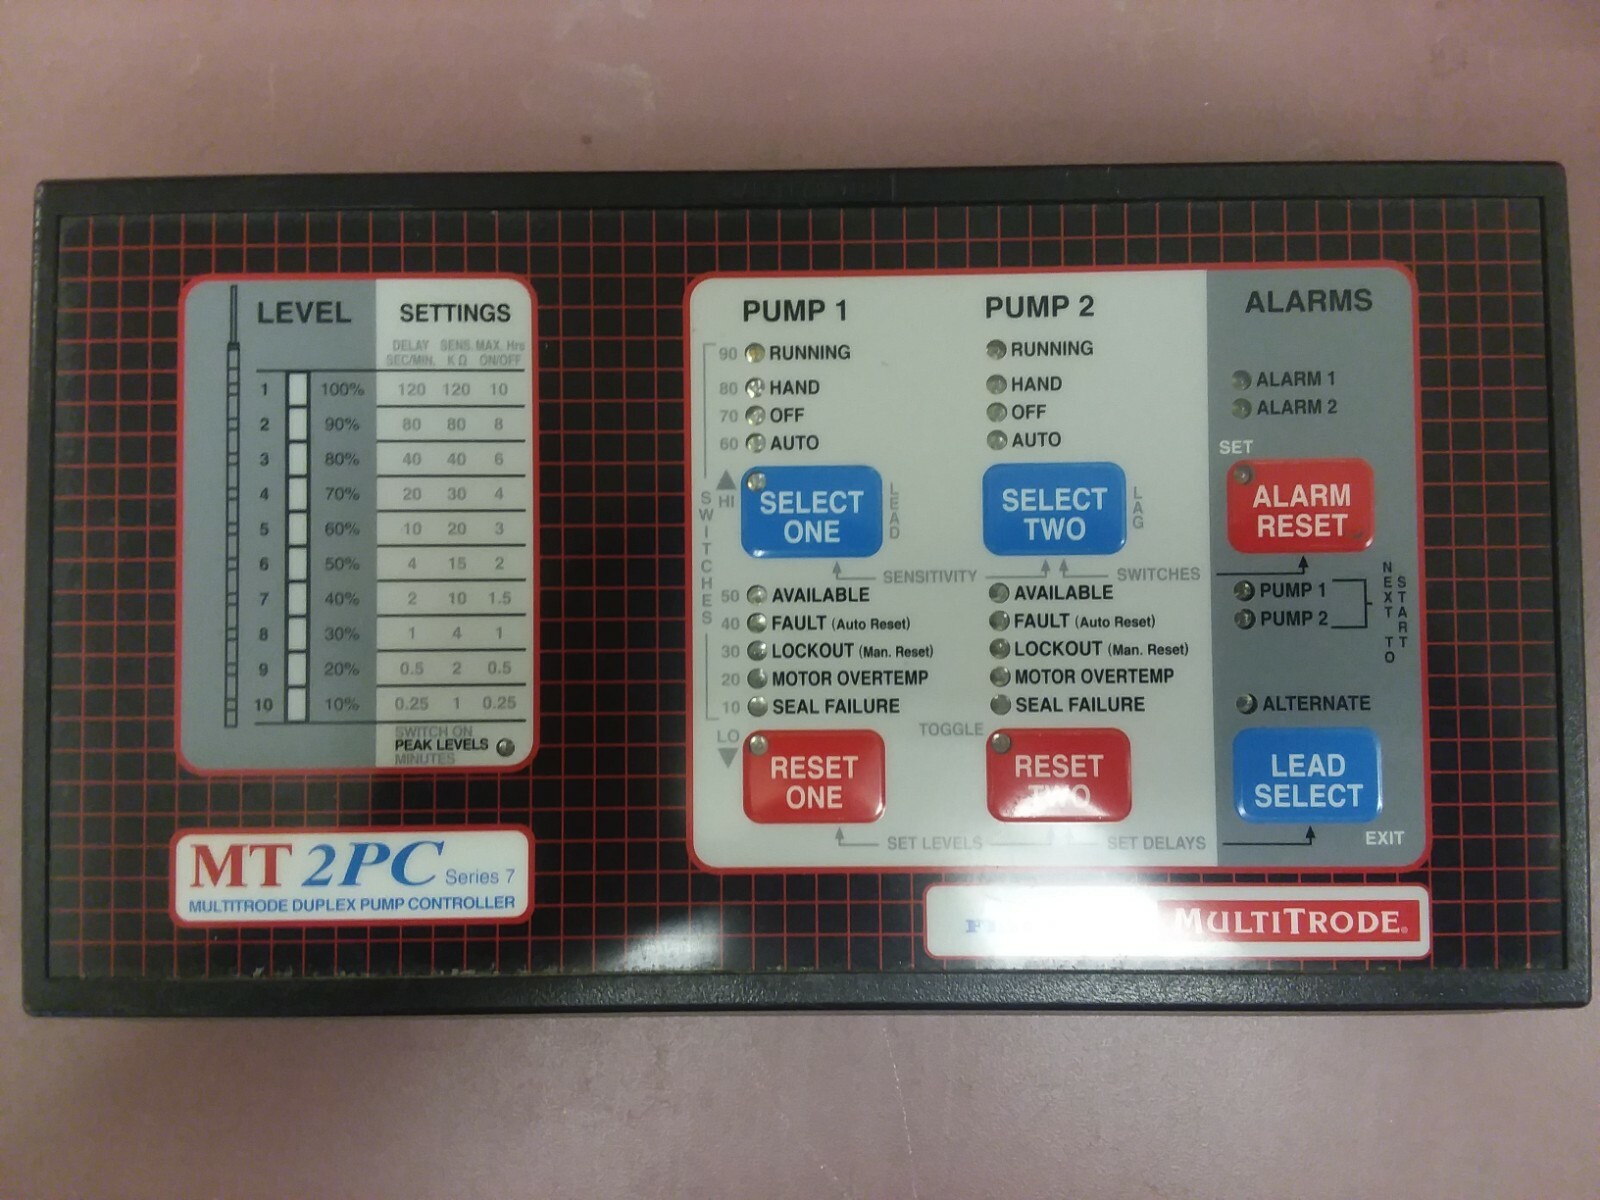 LEVEL
SETTINGS
DELAY SENS. MAX. Hrs
SEC/MIN. K Ω ON/OFF
1 100% 120 120 10
2 90% 80 80 8
3 80% 40 40 6
4 70% 20 30 4
5 60% 10 20 3
6 50% 4 15 2
7 40% 2 10 1.5
8 30% 1 4 1
9 20% 0.5 2 0.5
10 10% 0.25 1 0.25
SWITCH ON
PEAK LEVELS
MINUTES
MT 2PC Series 7
MULTITRODE DUPLEX PUMP CONTROLLER
PUMP 1
90 RUNNING
80 HAND
70 OFF
60 AUTO
HI
SWITCHES
SELECT
ONE
LEAD
SENSITIVITY
50 AVAILABLE
40 FAULT (Auto Reset)
30 LOCKOUT (Man. Reset)
20 MOTOR OVERTEMP
10 SEAL FAILURE
LO
RESET
ONE
SET LEVELS
PUMP 2
RUNNING
HAND
OFF
AUTO
SELECT
TWO
LAG
SWITCHES
AVAILABLE
FAULT (Auto Reset)
LOCKOUT (Man. Reset)
MOTOR OVERTEMP
SEAL FAILURE
TOGGLE
RESET
TWO
SET DELAYS
ALARMS
ALARM 1
ALARM 2
SET
ALARM
RESET
PUMP 1
PUMP 2
NEXT TO
START
ALTERNATE
LEAD
SELECT
EXIT
MULTITRODE